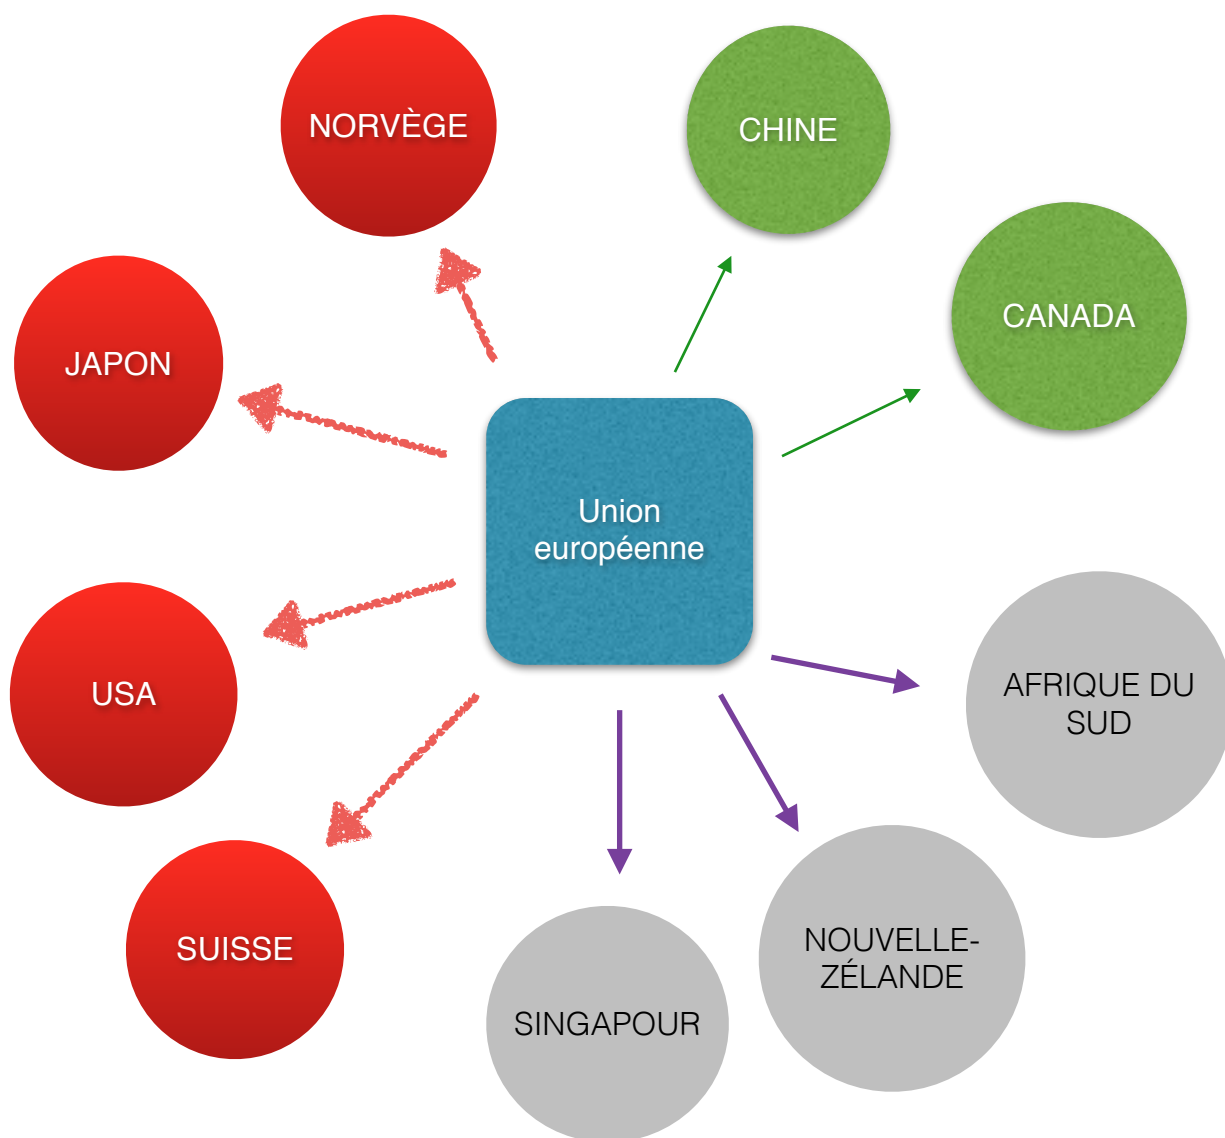 NORVÈGE
CHINE
CANADA
JAPON
Union
européenne
USA
AFRIQUE DU
SUD
SUISSE
NOUVELLE-
ZÉLANDE
SINGAPOUR